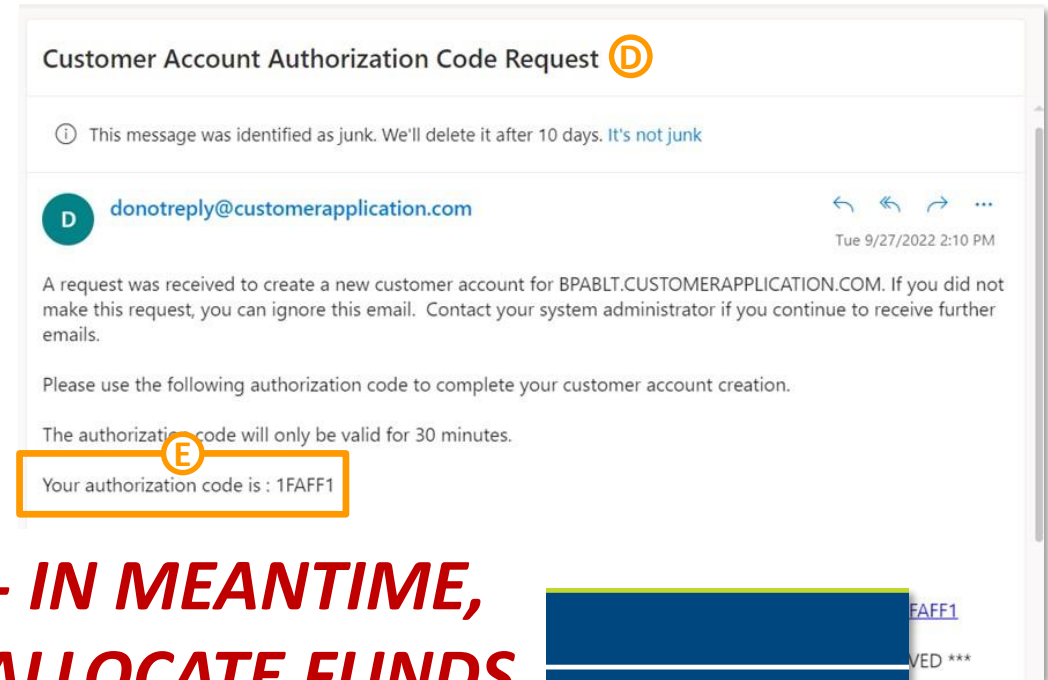 Customer Account Authorization Code Request D
This message was identified as junk. We'll delete it after 10 days. It's not junk
D
donotreply@customerapplication.com
Tue 9/27/2022 2:10 PM
A request was received to create a new customer account for BPABLT.CUSTOMERAPPLICATION.COM. If you did not
make this request, you can ignore this email. Contact your system administrator if you continue to receive further
emails.
Please use the following authorization code to complete your customer account creation.
The authorization code will only be valid for 30 minutes.
E
Your authorization code is : 1FAFF1
- IN MEANTIME,
ALLOCATE FUNDS
FAFF1
VED ***